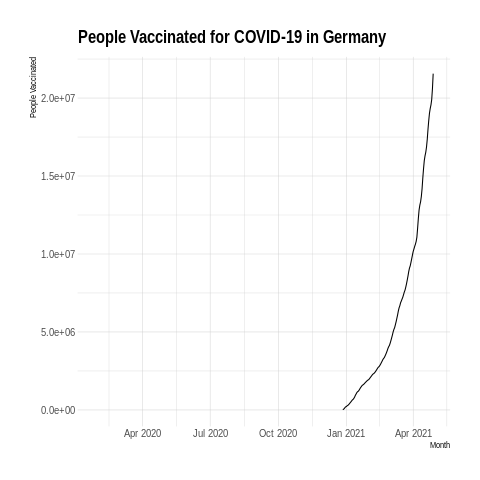 People Vaccinated for COVID-19 in Germany
People Vaccinated
2.0e+07
1.5e+07
1.0e+07
5.0e+06
0.0e+00
Apr 2020 Jul 2020 Oct 2020 Jan 2021 Apr 2021
Month